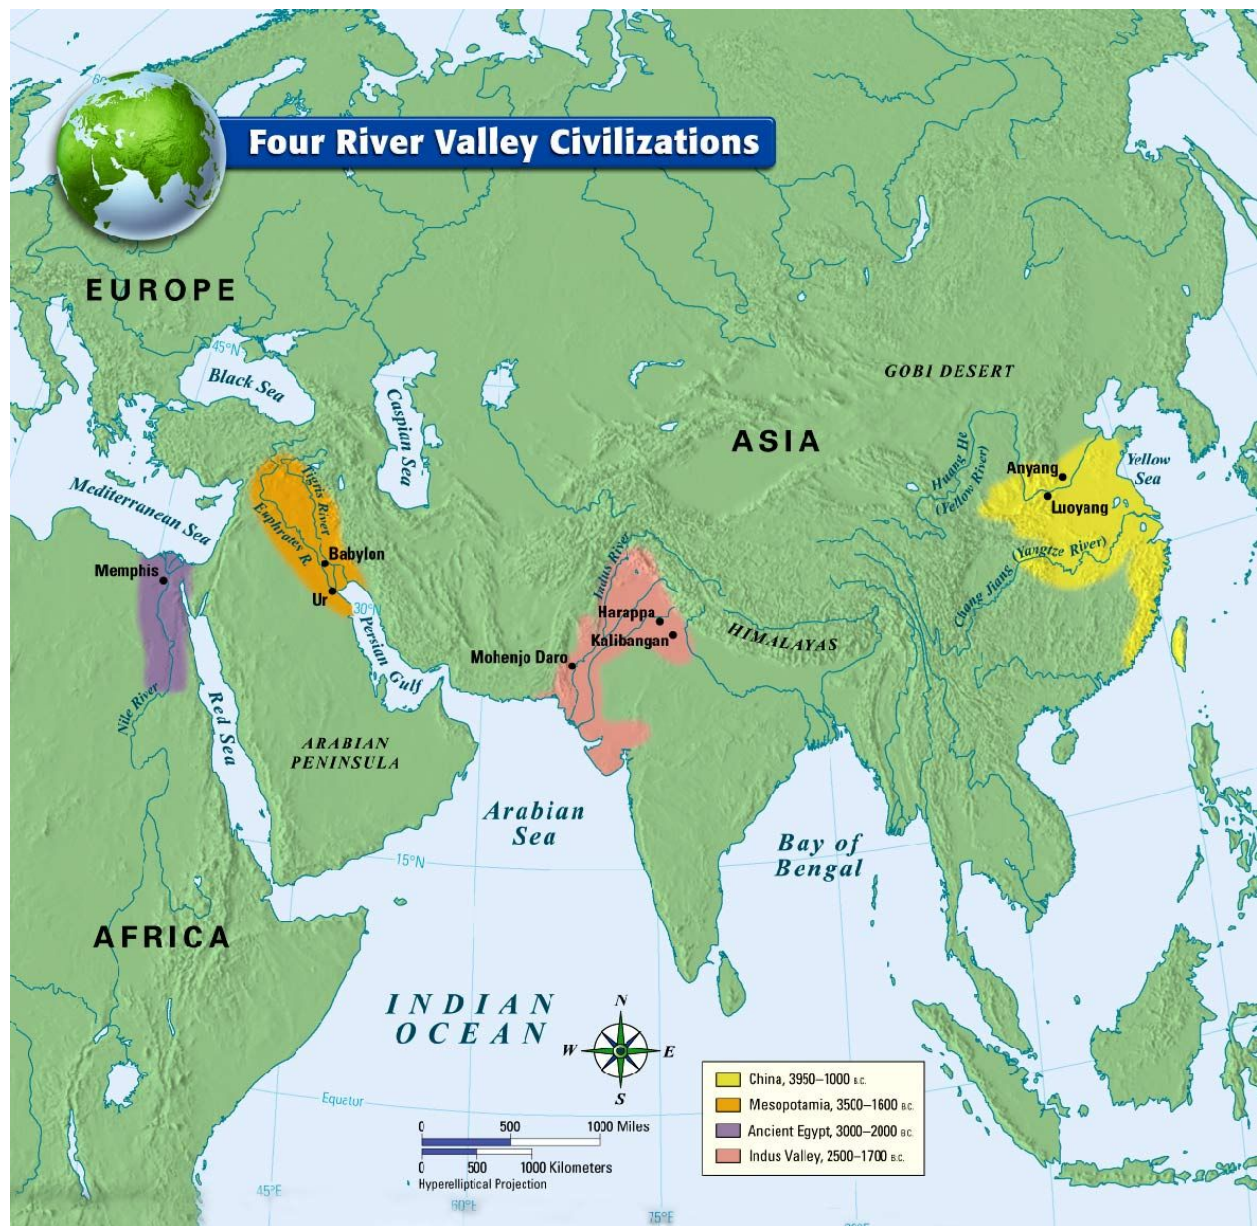 Four River Valley Civilizations
EUROPE
45°N
Black Sea
Caspian Sea
GOBI DESERT
ASIA
Huang He
(Yellow River)
Anyang
Luoyang
Yellow
Sea
Mediterranean Sea
Tigris River
Euphrates R.
Babylon
Ur
30°N
Memphis
Persian Gulf
Indus River
Harappa
Kalibangan
HIMALAYAS
Mohenjo Daro
Chang Jiang
(Yangtze River)
Nile River
Red Sea
ARABIAN
PENINSULA
Arabian
Sea
Bay of
Bengal
15°N
AFRICA
INDIAN
OCEAN
N
W
E
S
Equator
China, 3950–1000 B.C.
Mesopotamia, 3500–1600 B.C.
Ancient Egypt, 3000–2000 B.C.
Indus Valley, 2500–1700 B.C.
0 500 1000 Miles
0 500 1000 Kilometers
Hyperelliptical Projection
45°E
60°E
75°E